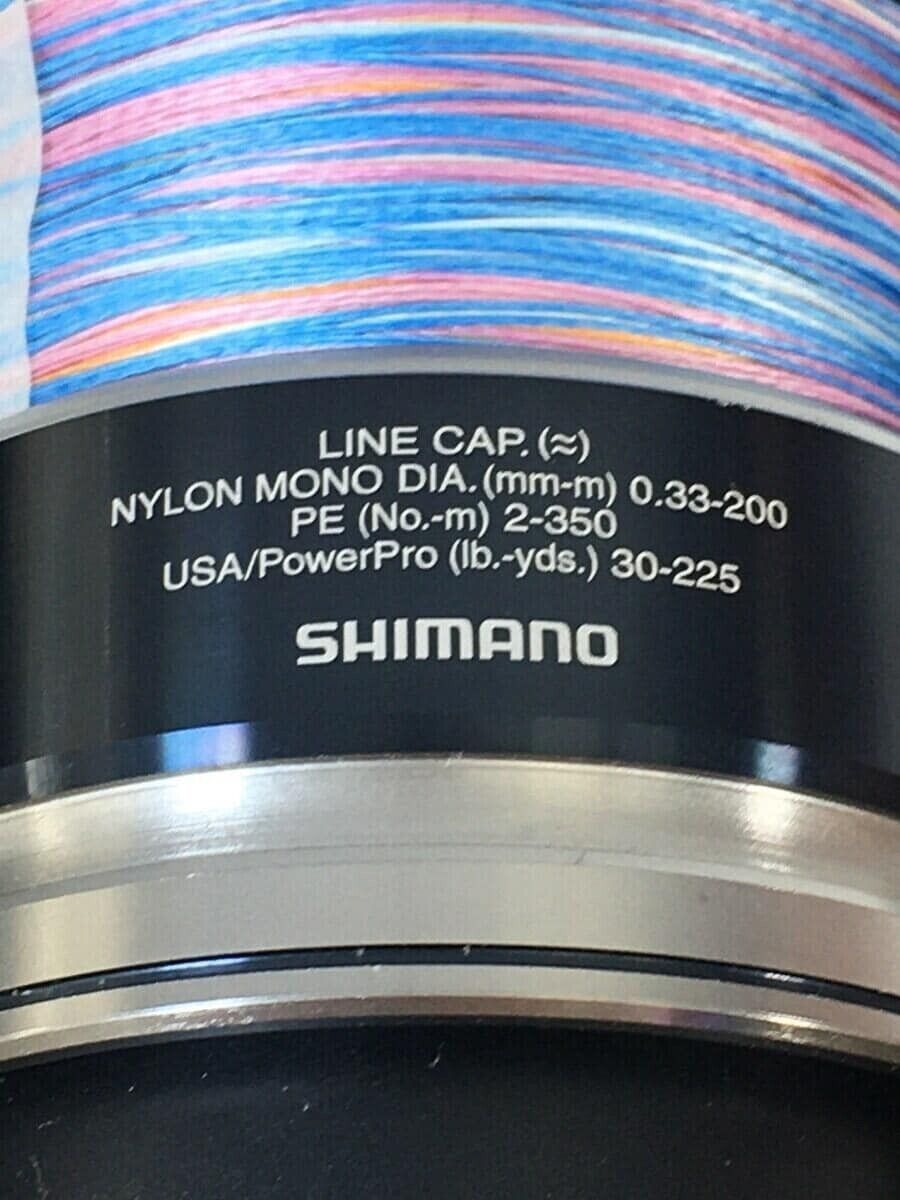 LINE CAP. (≈)
NYLON MONO DIA. (mm-m) 0.33-200
PE (No.-m) 2-350
USA/PowerPro (lb.-yds.) 30-225
SHIMANO